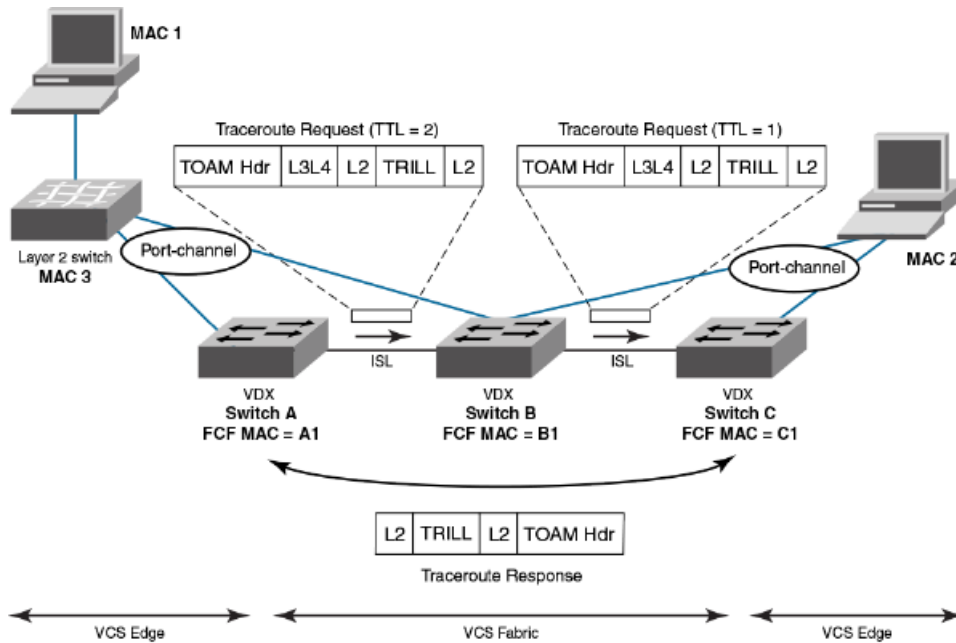 MAC 1
Traceroute Request (TTL = 2)
TOAM Hdr L3L4 L2 TRILL L2
Traceroute Request (TTL = 1)
TOAM Hdr L3L4 L2 TRILL L2
Layer 2 switch
MAC 3
Port-channel
Port-channel
MAC 2
ISL
ISL
VDX
Switch A
FCF MAC = A1
VDX
Switch B
FCF MAC = B1
VDX
Switch C
FCF MAC = C1
L2 TRILL L2 TOAM Hdr
Traceroute Response
VCS Edge
VCS Fabric
VCS Edge